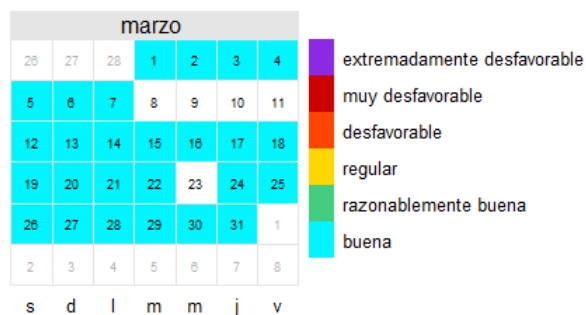 marzo
26 27 28 1 2 3 4
5 6 7 8 9 10 11
12 13 14 15 16 17 18
19 20 21 22 23 24 25
26 27 28 29 30 31 1
2 3 4 5 6 7 8
s d l m m j v
extremadamente desfavorable
muy desfavorable
desfavorable
regular
razonablemente buena
buena